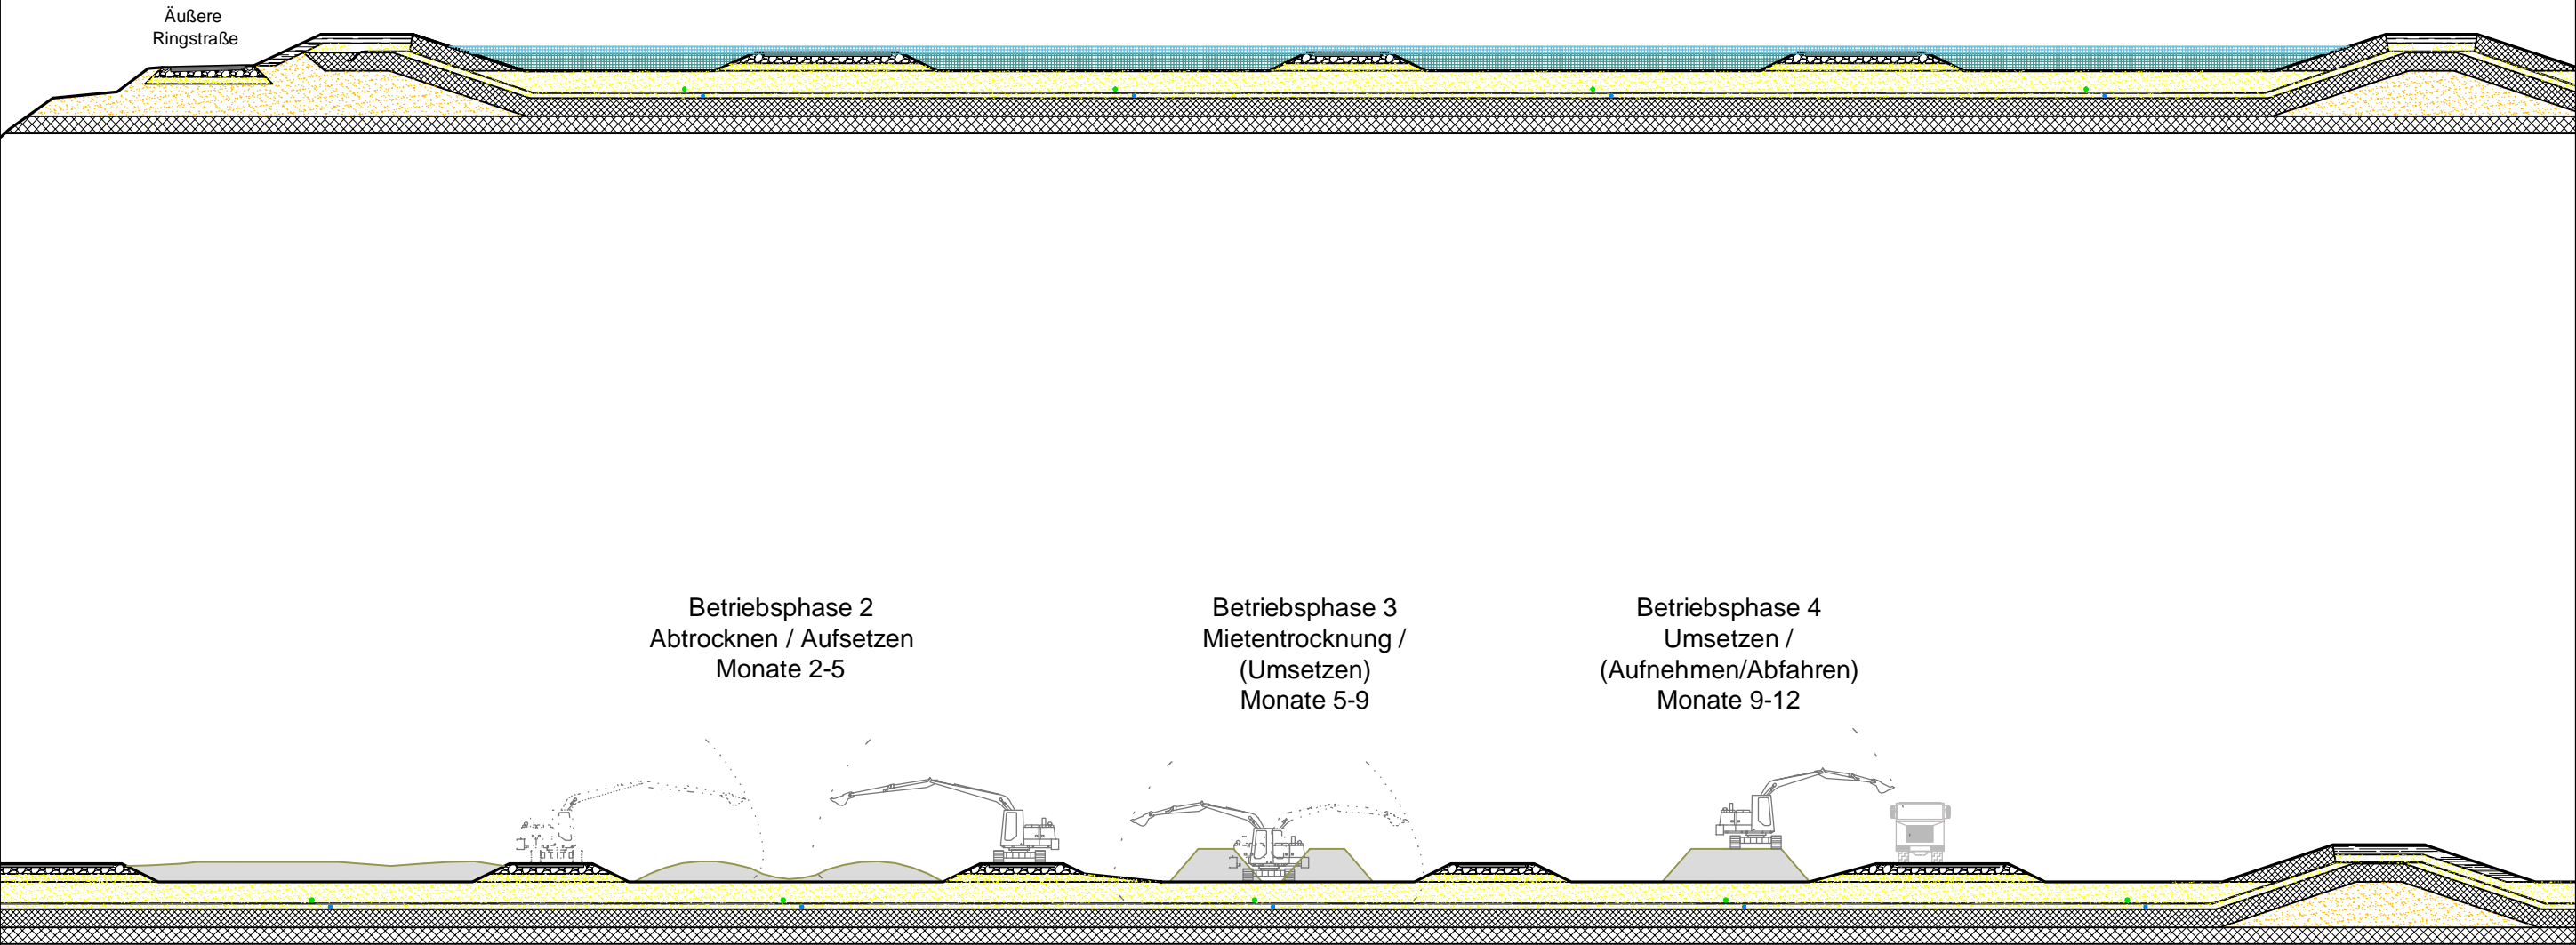 Äußere
Ringstraße
Betriebsphase 2
Abtrocknen / Aufsetzen
Monate 2-5
Betriebsphase 3
Mietentrocknung /
(Umsetzen)
Monate 5-9
Betriebsphase 4
Umsetzen /
(Aufnehmen/Abfahren)
Monate 9-12